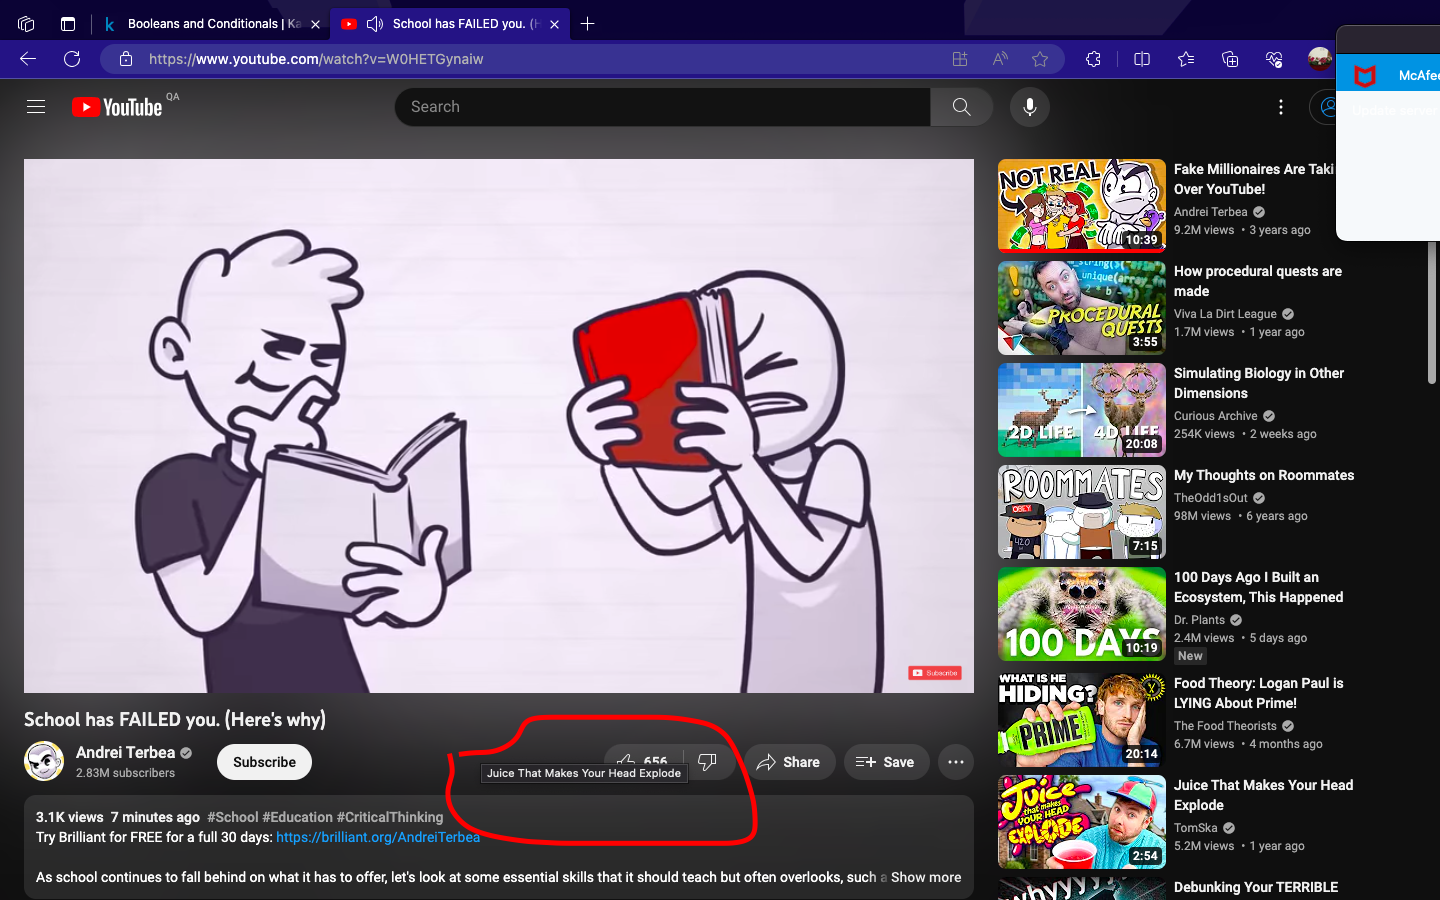 Booleans and Conditionals | Ka
School has FAILED you. (H
https://www.youtube.com/watch?v=W0HETGynaiw
McAfee
YouTube
QA
Search
Subscribe
School has FAILED you. (Here's why)
Andrei Terbea
2.83M subscribers
Subscribe
656
Share
Save
Juice That Makes Your Head Explode
3.1K views 7 minutes ago #School #Education #CriticalThinking
Try Brilliant for FREE for a full 30 days: https://brilliant.org/AndreiTerbea
As school continues to fall behind on what it has to offer, let's look at some essential skills that it should teach but often overlooks, such a Show more
NOT REAL
10:39
Fake Millionaires Are Taki
Over YouTube!
Andrei Terbea
9.2M views • 3 years ago
PROCEDURAL
QUESTS
3:55
How procedural quests are
made
Viva La Dirt League
1.7M views • 1 year ago
2D LIFE
4D LIFE
20:08
Simulating Biology in Other
Dimensions
Curious Archive
254K views • 2 weeks ago
ROOMMATES
OBEY
420
7:15
My Thoughts on Roommates
TheOdd1sOut
98M views • 6 years ago
100 DAYS
10:19
100 Days Ago I Built an
Ecosystem, This Happened
Dr. Plants
2.4M views • 5 days ago
New
WHAT IS HE
HIDING?
PRIME
20:14
Food Theory: Logan Paul is
LYING About Prime!
The Food Theorists
6.7M views • 4 months ago
Juice
that makes
YOUR HEAD
EXPLODE
2:54
Juice That Makes Your Head
Explode
TomSka
5.2M views • 1 year ago
whyyyy
Debunking Your TERRIBLE